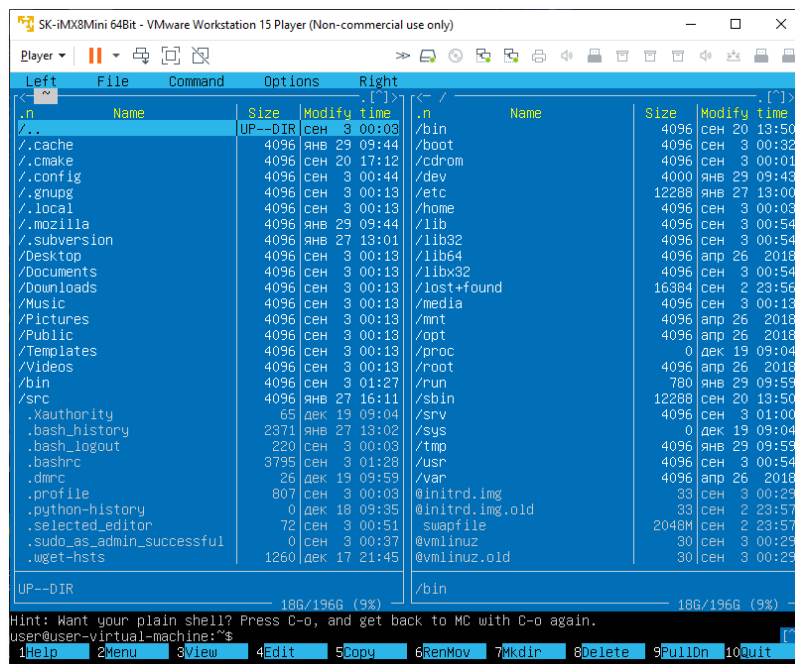 SK-iMX8Mini 64Bit - VMware Workstation 15 Player (Non-commercial use only)
Player
Left File Command Options Right
<- ~ .[^]> <- / .[^]>
.n Name Size Modify time .n Name Size Modify time
/.. UP--DIR сен 3 00:03 /bin 4096 сен 20 13:50
/.cache 4096 янв 29 09:44 /boot 4096 сен 3 00:32
/.cmake 4096 сен 20 17:12 /cdrom 4096 сен 3 00:01
/.config 4096 сен 3 00:44 /dev 4000 янв 29 09:43
/.gnupg 4096 сен 3 00:13 /etc 12288 янв 27 13:00
/.local 4096 сен 3 00:13 /home 4096 сен 3 00:03
/.mozilla 4096 янв 29 09:44 /lib 4096 сен 3 00:54
/.subversion 4096 янв 27 13:01 /lib32 4096 сен 3 00:54
/Desktop 4096 сен 3 00:13 /lib64 4096 апр 26 2018
/Documents 4096 сен 3 00:13 /libx32 4096 сен 3 00:54
/Downloads 4096 сен 3 00:13 /lost+found 16384 сен 2 23:56
/Music 4096 сен 3 00:13 /media 4096 сен 3 00:13
/Pictures 4096 сен 3 00:13 /mnt 4096 апр 26 2018
/Public 4096 сен 3 00:13 /opt 4096 апр 26 2018
/Templates 4096 сен 3 00:13 /proc 0 дек 19 09:04
/Videos 4096 сен 3 00:13 /root 4096 апр 26 2018
/bin 4096 сен 3 01:27 /run 780 янв 29 09:59
/src 4096 янв 27 16:11 /sbin 12288 сен 20 13:50
.Xauthority 65 дек 19 09:04 /srv 4096 сен 3 01:00
.bash_history 2371 янв 27 13:02 /sys 0 дек 19 09:04
.bash_logout 220 сен 3 00:03 /tmp 4096 янв 29 09:59
.bashrc 3795 сен 3 01:28 /usr 4096 сен 3 00:54
.dmrc 26 дек 19 09:59 /var 4096 апр 26 2018
.profile 807 сен 3 00:03 @initrd.img 33 сен 3 00:29
.python-history 0 дек 18 09:35 @initrd.img.old 33 сен 2 23:57
.selected_editor 72 сен 3 00:51 swapfile 2048M сен 2 23:57
.sudo_as_admin_successful 0 сен 3 00:37 @vmlinuz 30 сен 3 00:29
.wget-hsts 1260 дек 17 21:45 @vmlinuz.old 30 сен 3 00:29
UP--DIR /bin
18G/196G (9%) 18G/196G (9%)
Hint: Want your plain shell? Press C-o, and get back to MC with C-o again.
user@user-virtual-machine:~$ [^
1Help 2Menu 3View 4Edit 5Copy 6RenMov 7Mkdir 8Delete 9PullDn 10Quit